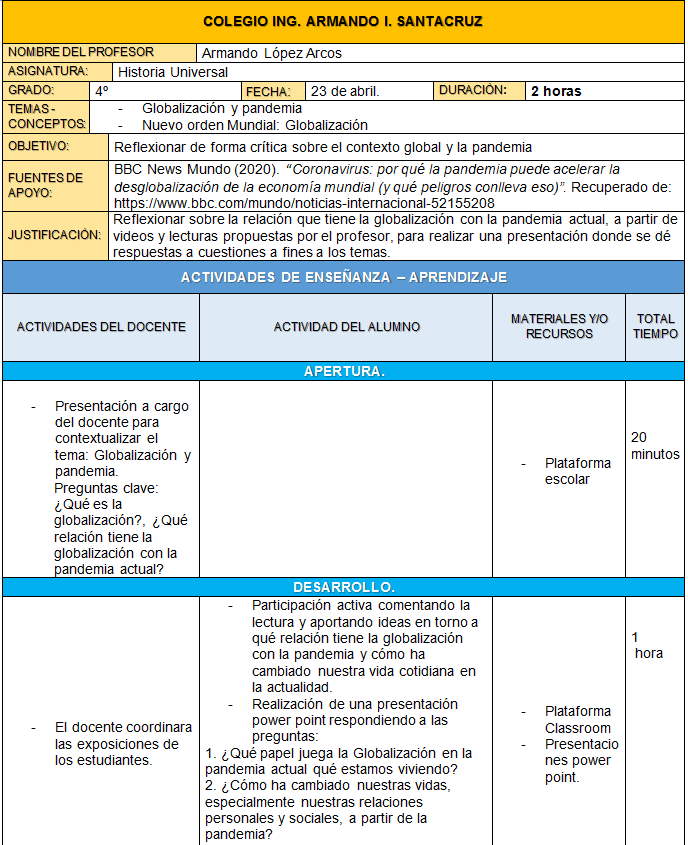 COLEGIO ING. ARMANDO I. SANTACRUZ
NOMBRE DEL PROFESOR Armando López Arcos
ASIGNATURA: Historia Universal
GRADO: 4º FECHA: 23 de abril. DURACIÓN: 2 horas
TEMAS - CONCEPTOS:
- Globalización y pandemia
- Nuevo orden Mundial: Globalización
OBJETIVO: Reflexionar de forma crítica sobre el contexto global y la pandemia
FUENTES DE APOYO:
BBC News Mundo (2020). “Coronavirus: por qué la pandemia puede acelerar la
desglobalización de la economía mundial (y qué peligros conlleva eso)”. Recuperado de:
https://www.bbc.com/mundo/noticias-internacional-52155208
JUSTIFICACIÓN:
Reflexionar sobre la relación que tiene la globalización con la pandemia actual, a partir de
videos y lecturas propuestas por el profesor, para realizar una presentación donde se dé
respuestas a cuestiones a fines a los temas.
ACTIVIDADES DE ENSEÑANZA – APRENDIZAJE
ACTIVIDADES DEL DOCENTE
ACTIVIDAD DEL ALUMNO
MATERIALES Y/O
RECURSOS
TOTAL
TIEMPO
APERTURA.
- Presentación a cargo
del docente para
contextualizar el
tema: Globalización y
pandemia.
Preguntas clave:
¿Qué es la
globalización?, ¿Qué
relación tiene la
globalización con la
pandemia actual?
- Plataforma
escolar
20
minutos
DESARROLLO.
- El docente coordinara
las exposiciones de
los estudiantes.
- Participación activa comentando la
lectura y aportando ideas en torno a
qué relación tiene la globalización
con la pandemia y cómo ha
cambiado nuestra vida cotidiana en
la actualidad.
- Realización de una presentación
power point respondiendo a las
preguntas:
1. ¿Qué papel juega la Globalización en la
pandemia actual qué estamos viviendo?
2. ¿Cómo ha cambiado nuestras vidas,
especialmente nuestras relaciones
personales y sociales, a partir de la
pandemia?
- Plataforma
Classroom
- Presentacio
nes power
point.
1
hora